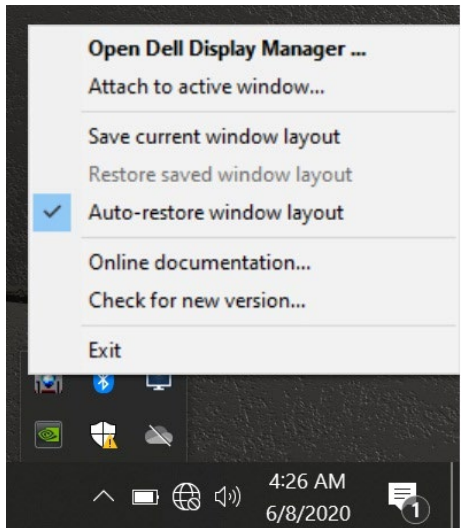 Open Dell Display Manager ...
Attach to active window...
Save current window layout
Restore saved window layout
Auto-restore window layout
Online documentation...
Check for new version...
Exit
4:26 AM
6/8/2020
1